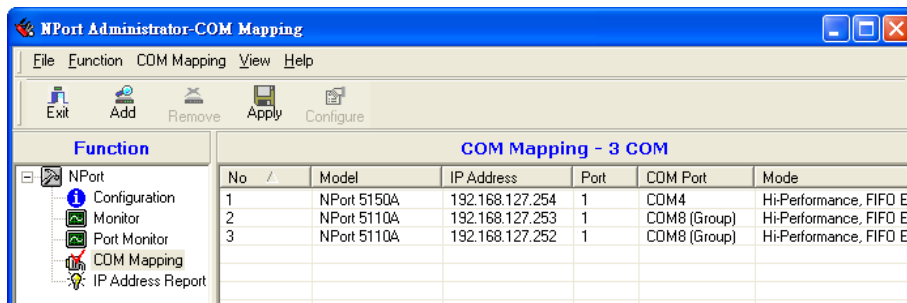 NPort Administrator-COM Mapping
File Function COM Mapping View Help
Exit Add Remove Apply Configure
Function
COM Mapping - 3 COM
NPort
Configuration
Monitor
Port Monitor
COM Mapping
IP Address Report
No Model IP Address Port COM Port Mode
1 NPort 5150A 192.168.127.254 1 COM4 Hi-Performance, FIFO E
2 NPort 5110A 192.168.127.253 1 COM8 (Group) Hi-Performance, FIFO E
3 NPort 5110A 192.168.127.252 1 COM8 (Group) Hi-Performance, FIFO E